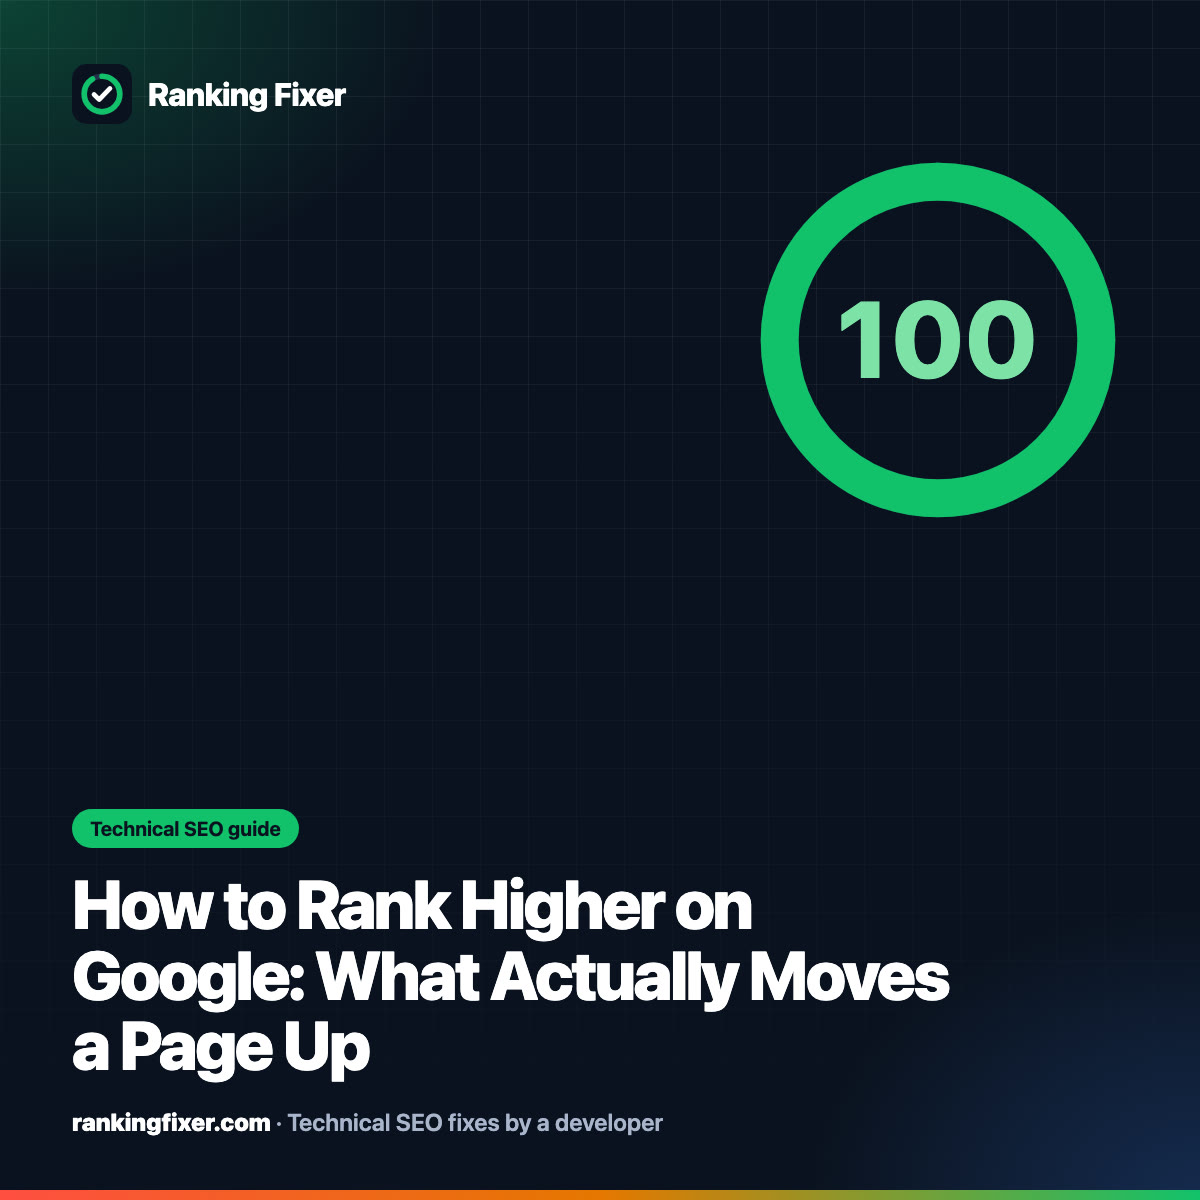 Ranking Fixer
100
Technical SEO guide
How to Rank Higher on
Google: What Actually Moves
a Page Up
rankingfixer.com · Technical SEO fixes by a developer